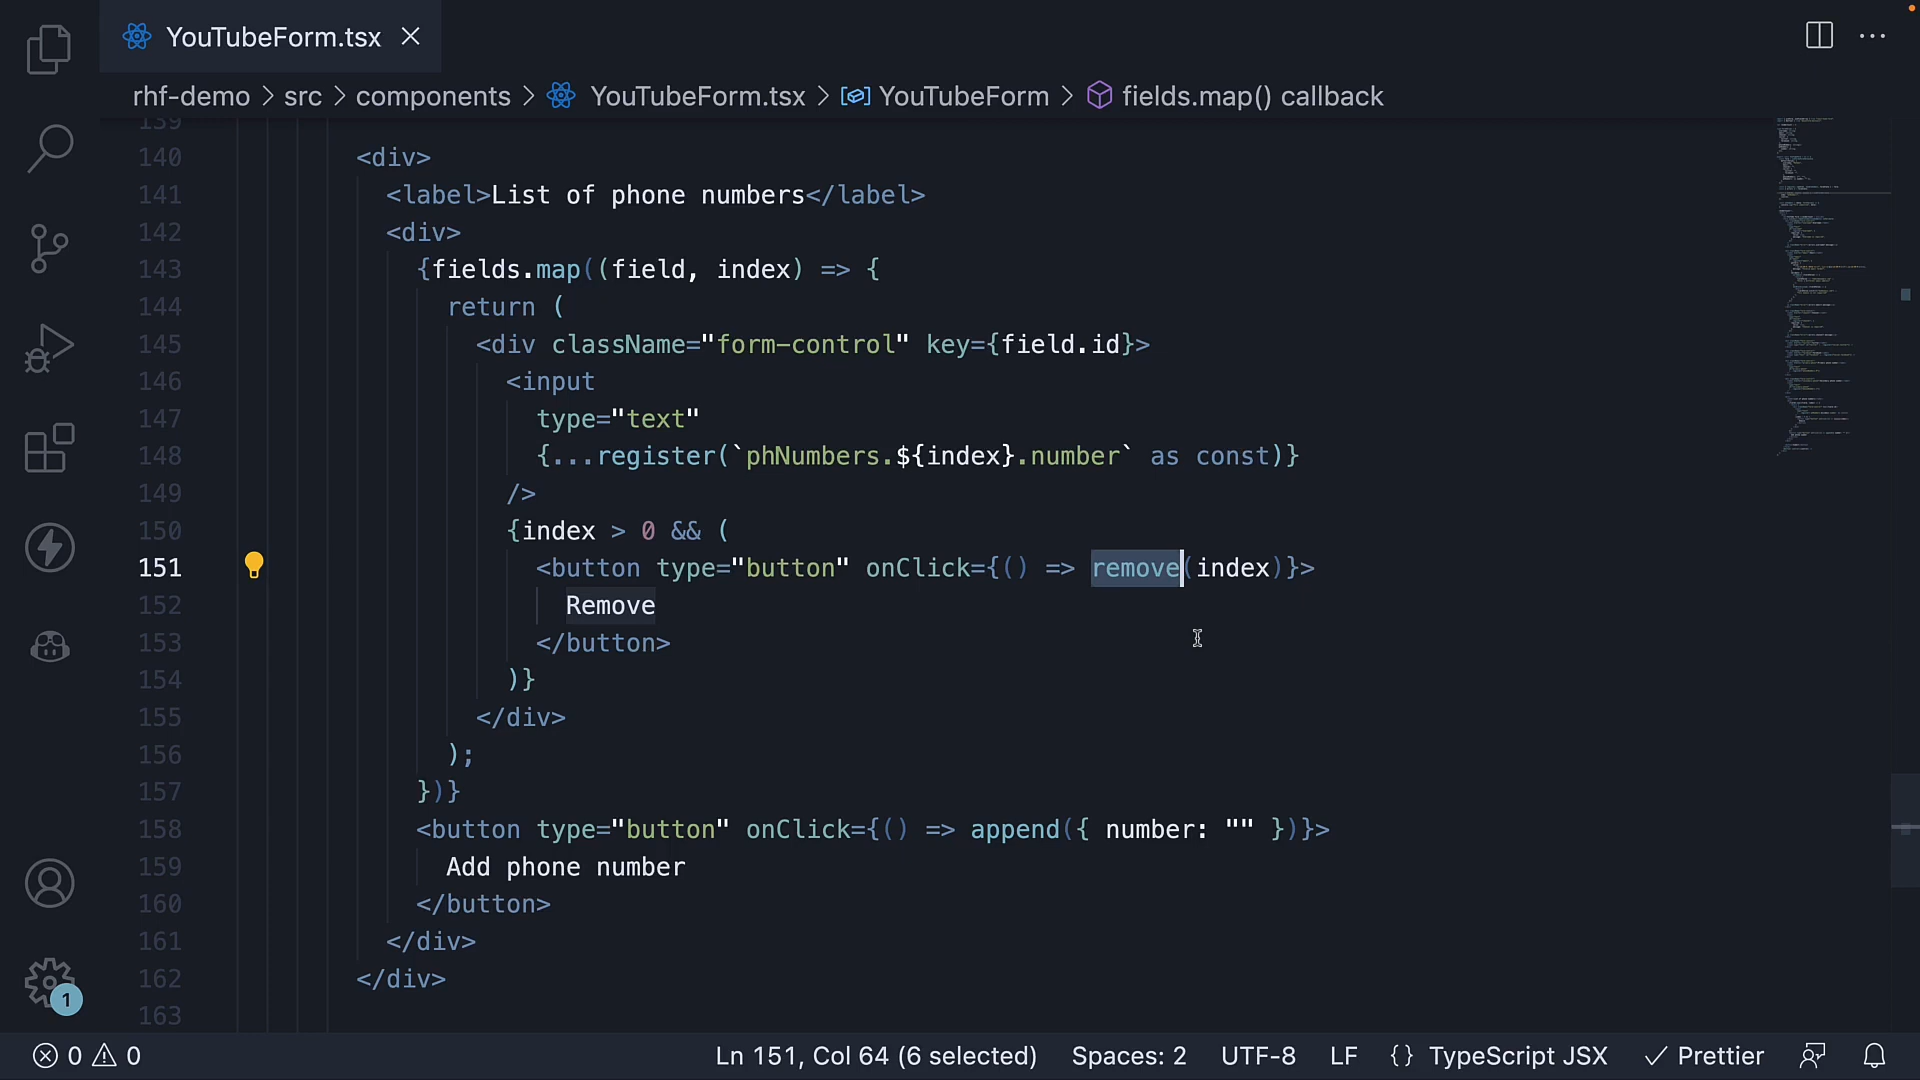 YouTubeForm.tsx
rhf-demo > src > components > YouTubeForm.tsx > YouTubeForm > fields.map() callback
139
140 <div>
141 <label>List of phone numbers</label>
142 <div>
143 {fields.map((field, index) => {
144 return (
145 <div className="form-control" key={field.id}>
146 <input
147 type="text"
148 {...register(`phNumbers.${index}.number` as const)}
149 />
150 {index > 0 && (
151 <button type="button" onClick={() => remove(index)}>
152 Remove
153 </button>
154 )}
155 </div>
156 );
157 })}
158 <button type="button" onClick={() => append({ number: "" })}>
159 Add phone number
160 </button>
161 </div>
162 </div>
163
1
0 0 Ln 151, Col 64 (6 selected) Spaces: 2 UTF-8 LF {} TypeScript JSX Prettier